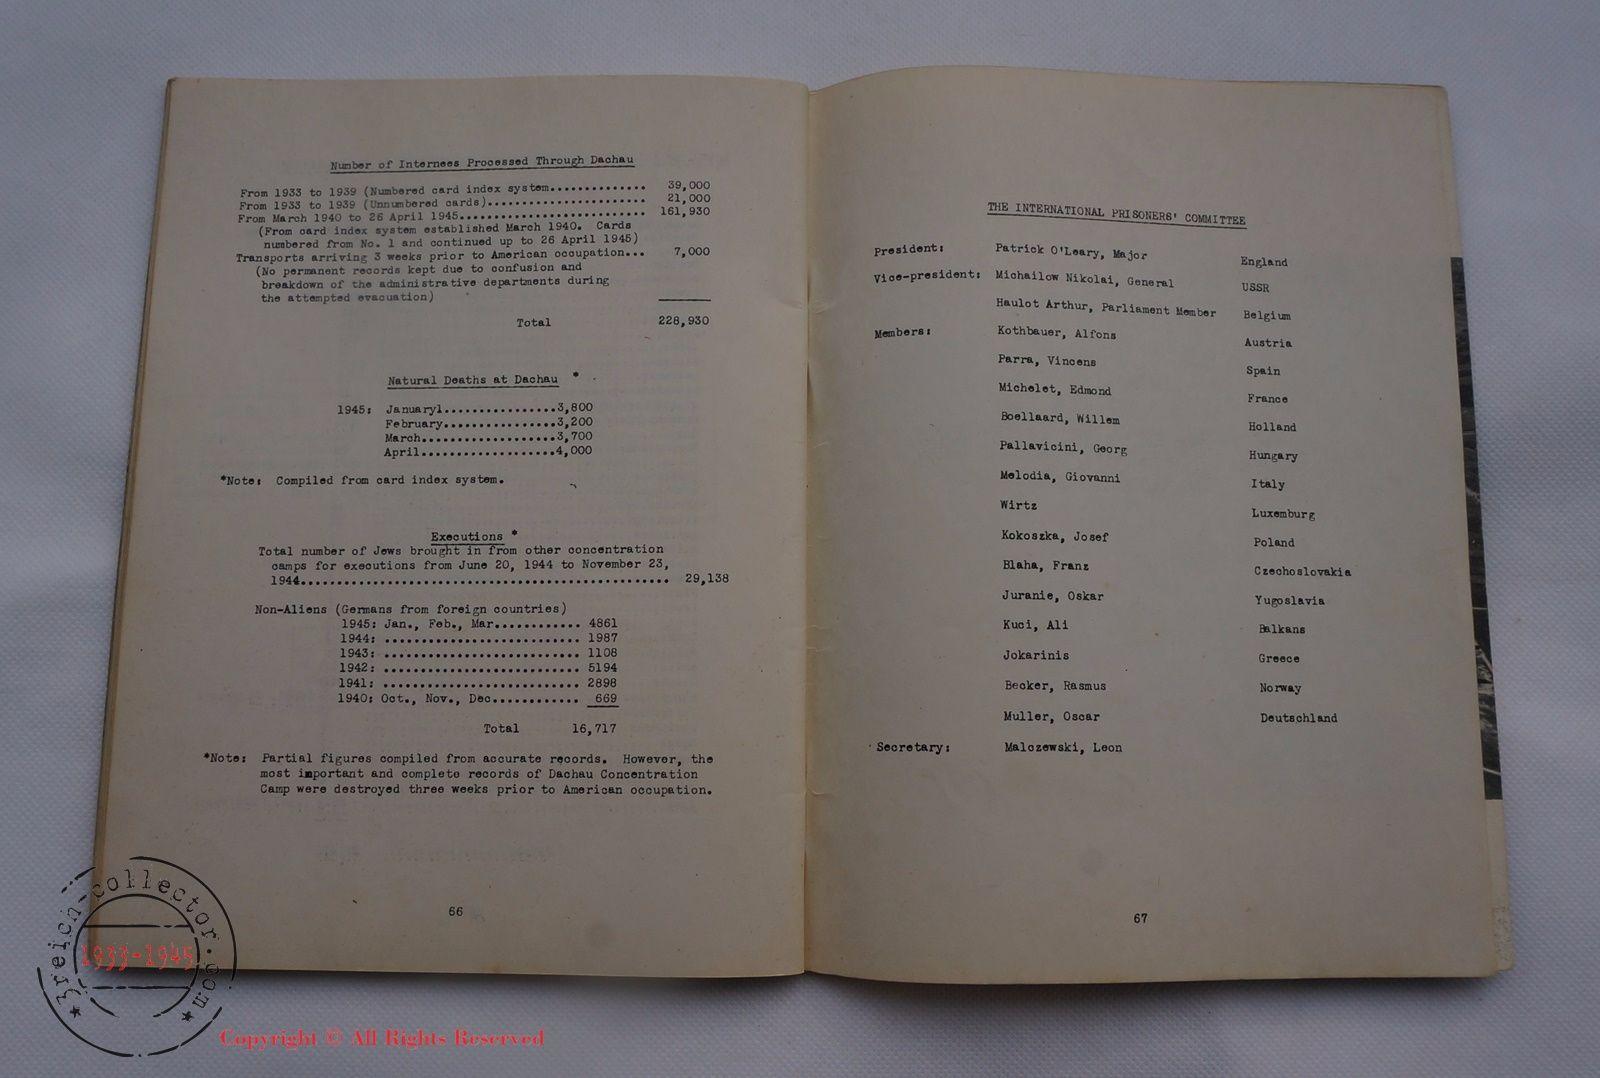 Number of Internees Processed Through Dachau
From 1933 to 1939 (Numbered card index system.............. 39,000
From 1933 to 1939 (Unnumbered cards)...................... 21,000
From March 1940 to 26 April 1945.......................... 161,930
(From card index system established March 1940. Cards
numbered from No. 1 and continued up to 26 April 1945)
Transports arriving 3 weeks prior to American occupation... 7,000
(No permanent records kept due to confusion and
breakdown of the administrative departments during
the attempted evacuation)
Total 228,930
Natural Deaths at Dachau *
1945: Januaryl................3,800
February................3,200
March...................3,700
April...................4,000
*Note: Compiled from card index system.
Executions *
Total number of Jews brought in from other concentration
camps for executions from June 20, 1944 to November 23,
1944.................................................... 29,138
Non-Aliens (Germans from foreign countries)
1945: Jan., Feb., Mar............ 4861
1944: ............................ 1987
1943: ............................ 1108
1942: ............................ 5194
1941: ............................ 2898
1940: Oct., Nov., Dec............ 669
Total 16,717
*Note: Partial figures compiled from accurate records. However, the
most important and complete records of Dachau Concentration
Camp were destroyed three weeks prior to American occupation.
66
THE INTERNATIONAL PRISONERS' COMMITTEE
President: Patrick O'Leary, Major England
Vice-president: Michailow Nikolai, General USSR
Haulot Arthur, Parliament Member Belgium
Members: Kothbauer, Alfons Austria
Parra, Vincens Spain
Michelet, Edmond France
Boellaard, Willem Holland
Pallavicini, Georg Hungary
Melodia, Giovanni Italy
Wirtz Luxemburg
Kokoszka, Josef Poland
Blaha, Franz Czechoslovakia
Juranie, Oskar Yugoslavia
Kuci, Ali Balkans
Jokarinis Greece
Becker, Rasmus Norway
Muller, Oscar Deutschland
Secretary: Malczewski, Leon
67
* 3reich-collector.com *
1933-1945
Copyright © All Rights Reserved